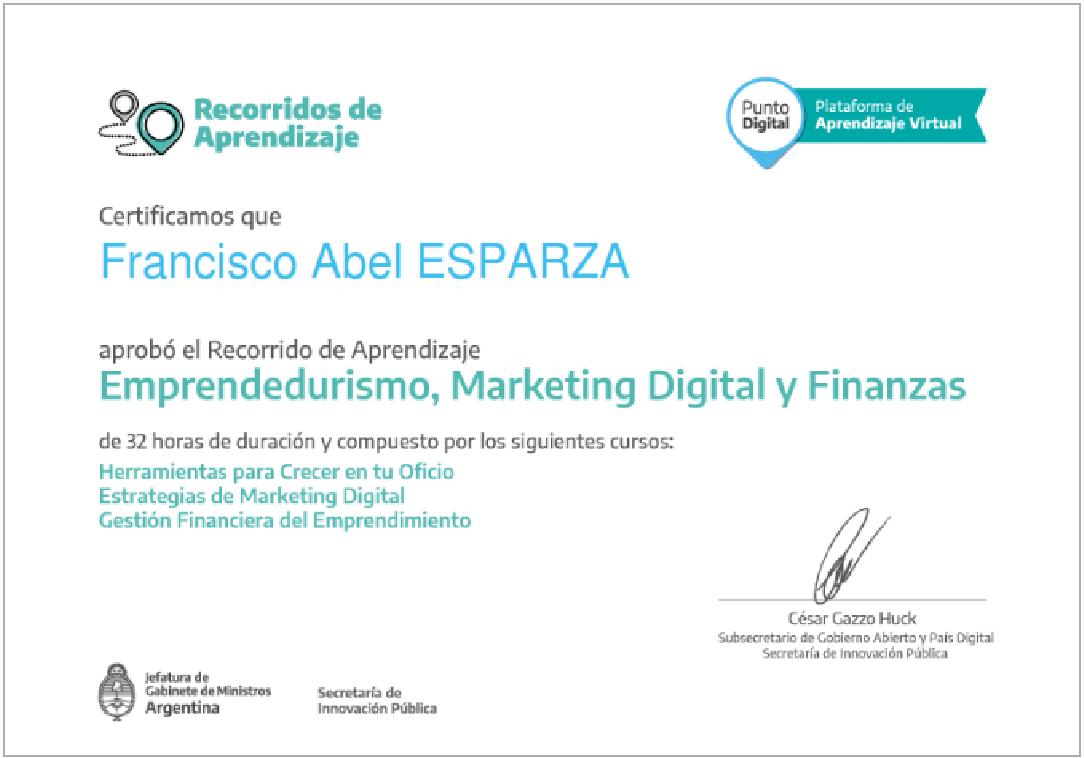 Recorridos de
Aprendizaje
Punto
Digital
Plataforma de
Aprendizaje Virtual
Certificamos que
Francisco Abel ESPARZA
aprobó el Recorrido de Aprendizaje
Emprendedurismo, Marketing Digital y Finanzas
de 32 horas de duración y compuesto por los siguientes cursos:
Herramientas para Crecer en tu Oficio
Estrategias de Marketing Digital
Gestión Financiera del Emprendimiento
César Gazzo Huck
Subsecretario de Gobierno Abierto y País Digital
Secretaría de Innovación Pública
Jefatura de
Gabinete de Ministros
Argentina
Secretaría de
Innovación Pública